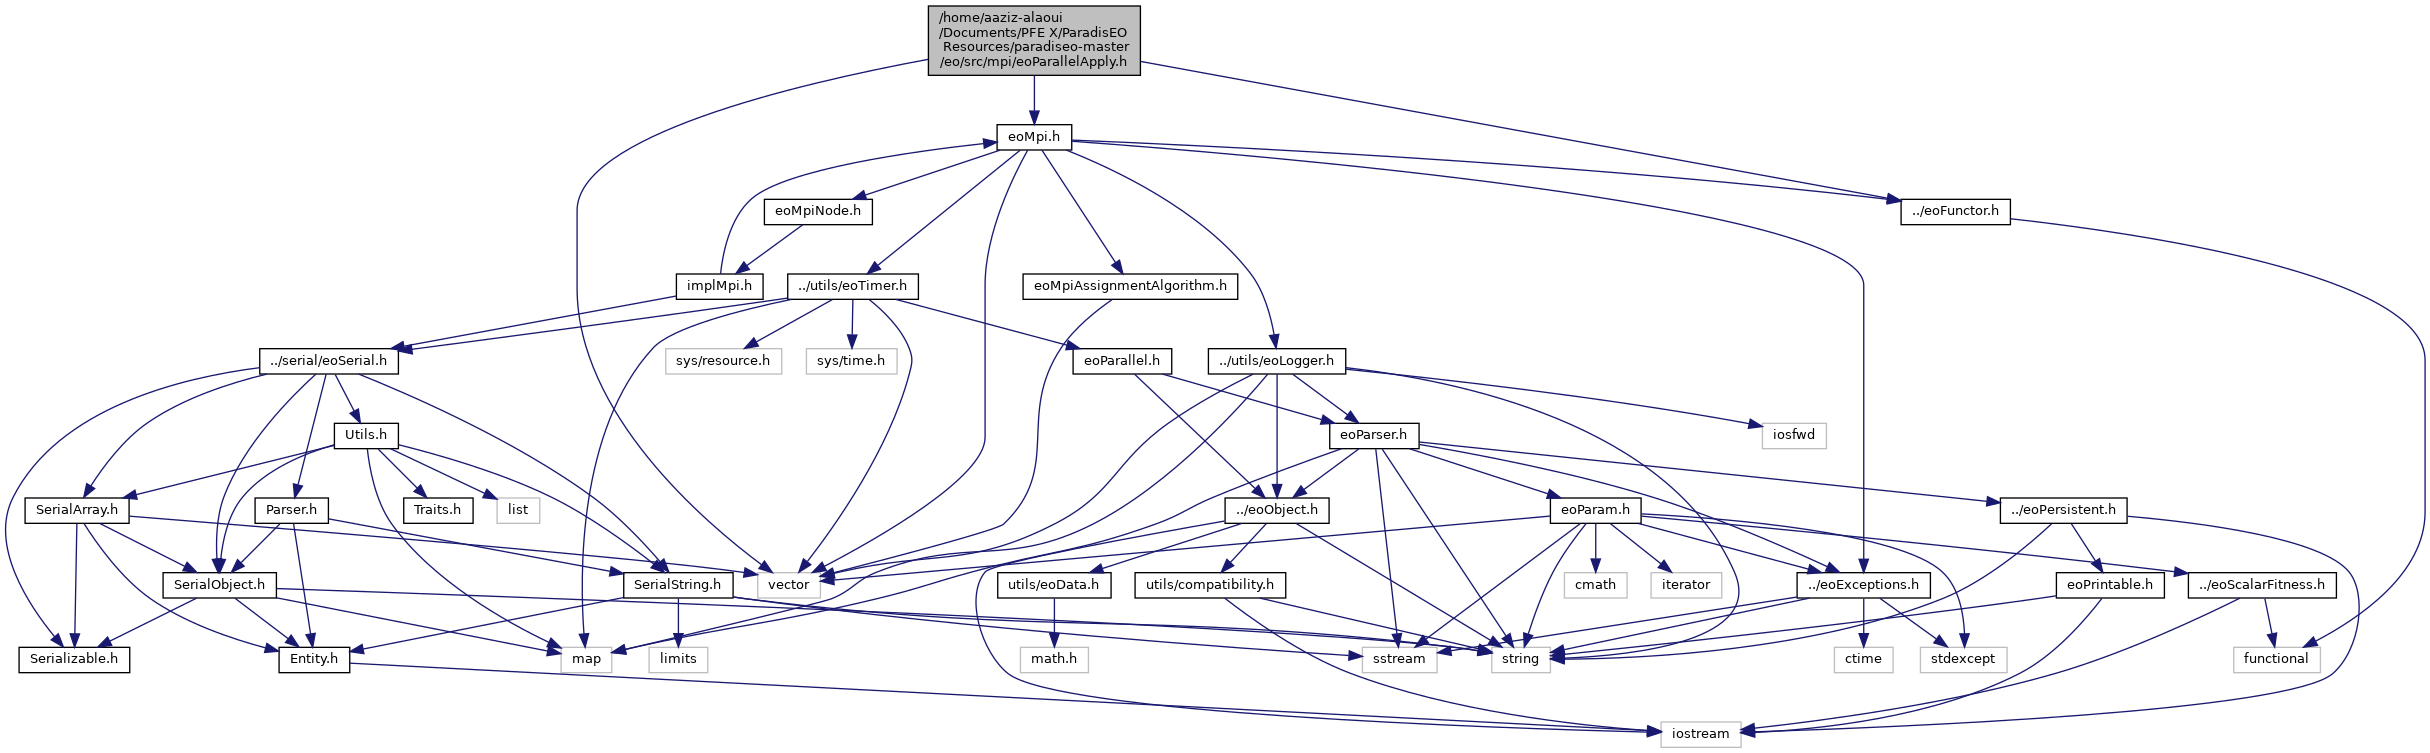 /home/aaziz-alaoui
/Documents/PFE X/ParadisEO
Resources/paradiseo-master
/eo/src/mpi/eoParallelApply.h
eoMpi.h
eoMpiNode.h
../eoFunctor.h
implMpi.h
../utils/eoTimer.h
eoMpiAssignmentAlgorithm.h
../serial/eoSerial.h
sys/resource.h
sys/time.h
eoParallel.h
../utils/eoLogger.h
Utils.h
eoParser.h
iosfwd
SerialArray.h
Parser.h
Traits.h
list
../eoObject.h
eoParam.h
../eoPersistent.h
SerialObject.h
SerialString.h
vector
utils/eoData.h
utils/compatibility.h
cmath
iterator
../eoExceptions.h
eoPrintable.h
../eoScalarFitness.h
Serializable.h
Entity.h
map
limits
math.h
sstream
string
ctime
stdexcept
functional
iostream